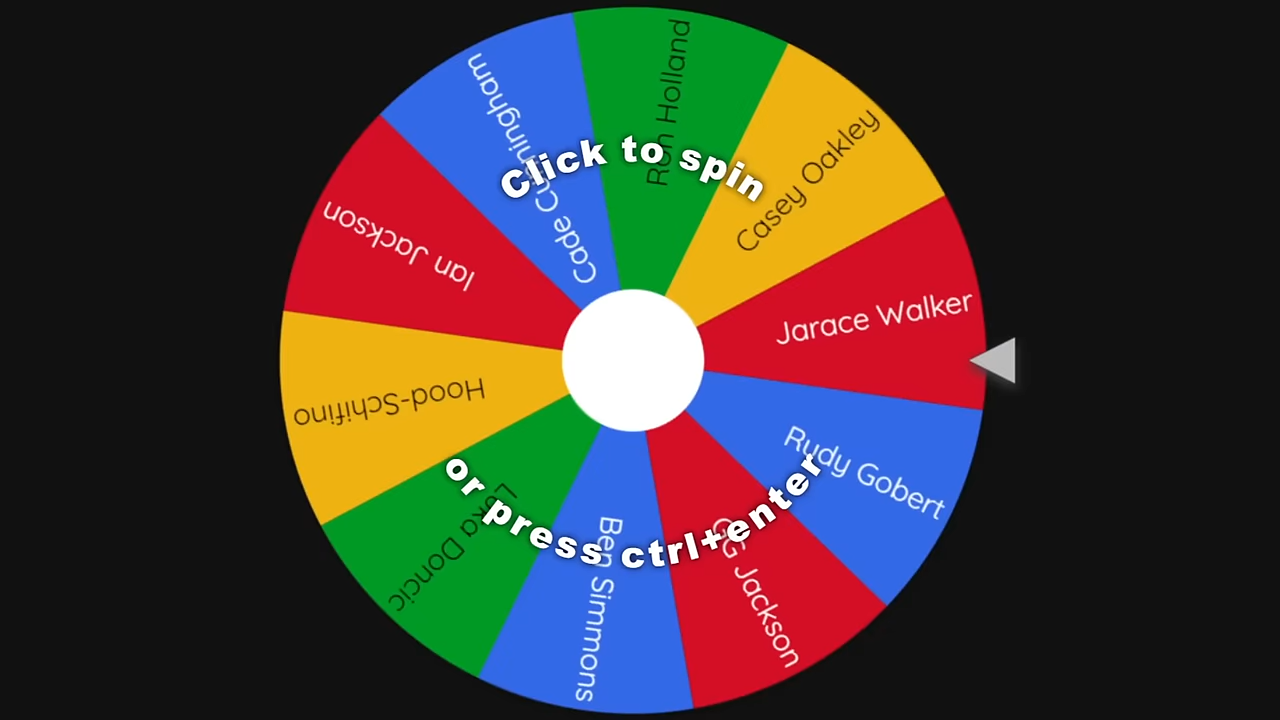 Click to spin
or press ctrl+enter
Ron Holland
Casey Oakley
Jarace Walker
Rudy Gobert
GG Jackson
Ben Simmons
Luka Doncic
Hood-Schifino
Ian Jackson
Cade Cunningham